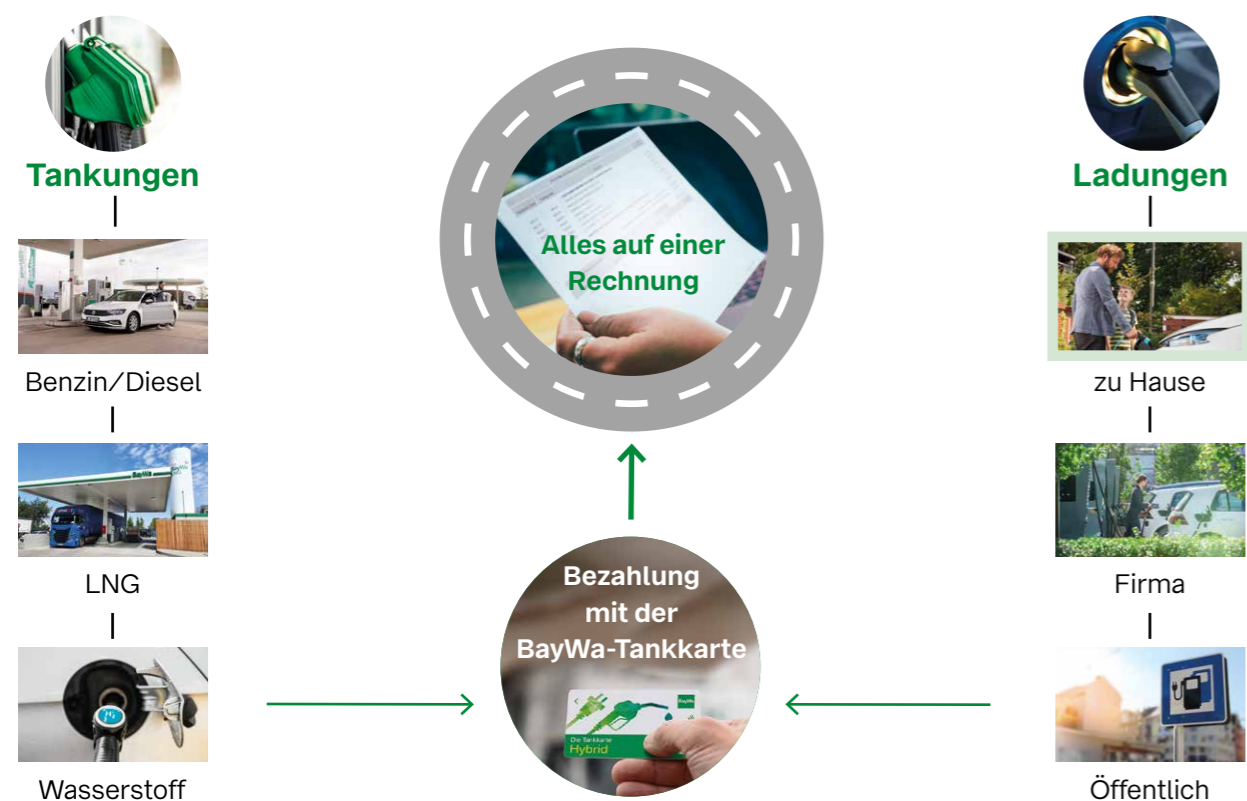 Tankungen
Benzin/Diesel
BayWa
LNG
Wasserstoff
Alles auf einer
Rechnung
Bezahlung
mit der
BayWa-Tankkarte
BayWa
Die Tankkarte
Hybrid
Ladungen
zu Hause
Firma
Öffentlich